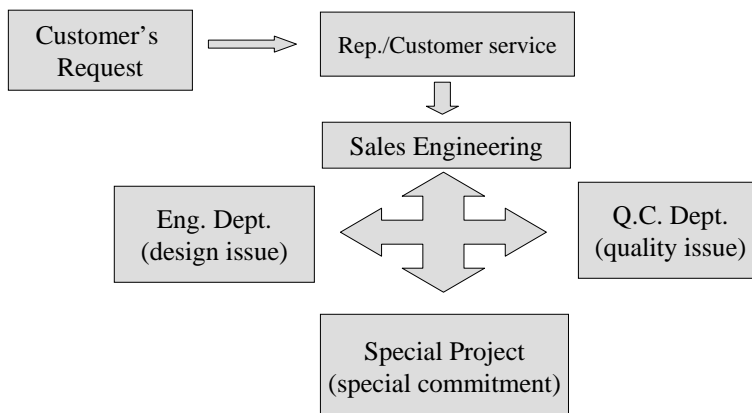 Customer's
Request
Rep./Customer service
Sales Engineering
Eng. Dept.
(design issue)
Q.C. Dept.
(quality issue)
Special Project
(special commitment)